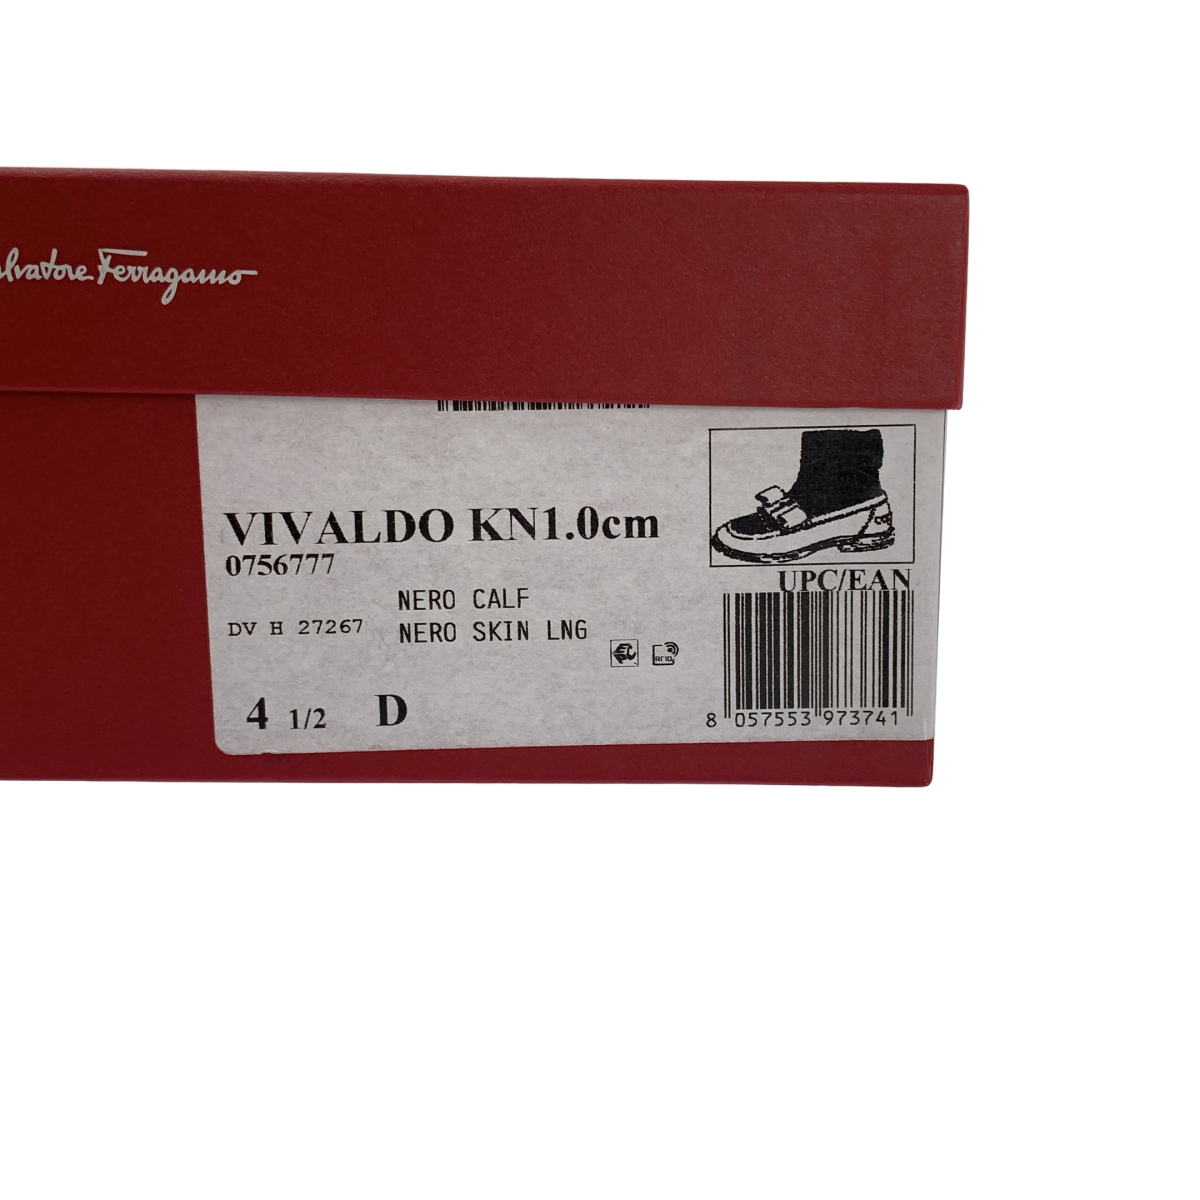 Salvatore Ferragamo
VIVALDO KN1.0cm
0756777
NERO CALF
DV H 27267 NERO SKIN LNG
RFID
4 1/2 D
UPC/EAN
8 057553 973741